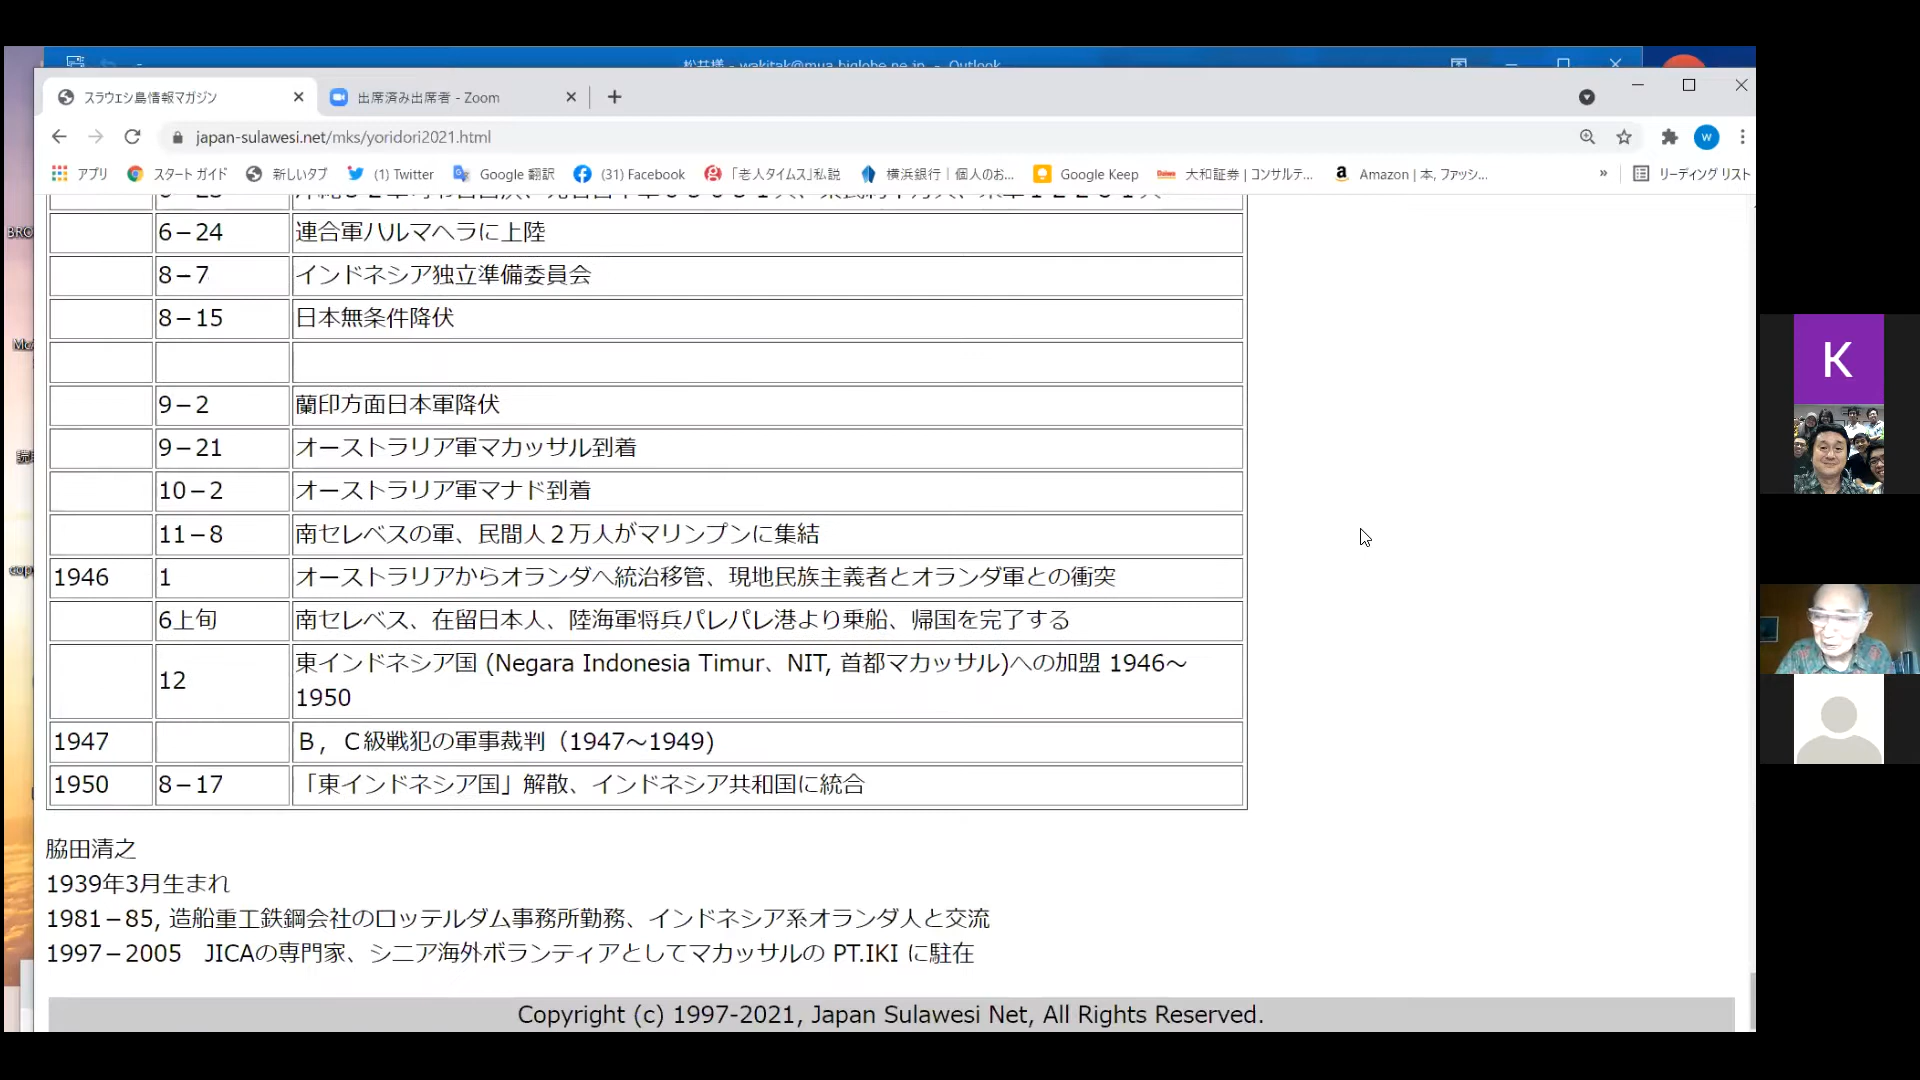 松井様 - wakitak@mua.biglobe.ne.jp - Outlook
スラウェシ島情報マガジン
出席済み出席者 - Zoom
japan-sulawesi.net/mks/yoridori2021.html
W
アプリ スタート ガイド 新しいタブ (1) Twitter Google 翻訳 (31) Facebook 「老人タイムス」私説 横浜銀行 | 個人のお... Google Keep 大和証券 | コンサルテ... Amazon | 本, ファッシ... » リーディング リスト
6－24 連合軍ハルマヘラに上陸
8－7 インドネシア独立準備委員会
8－15 日本無条件降伏
9－2 蘭印方面日本軍降伏
9－21 オーストラリア軍マカッサル到着
10－2 オーストラリア軍マナド到着
11－8 南セレベスの軍、民間人２万人がマリンプンに集結
1946 1 オーストラリアからオランダへ統治移管、現地民族主義者とオランダ軍との衝突
6上旬 南セレベス、在留日本人、陸海軍将兵パレパレ港より乗船、帰国を完了する
12 東インドネシア国 (Negara Indonesia Timur、NIT, 首都マカッサル)への加盟 1946～
1950
1947 Ｂ，Ｃ級戦犯の軍事裁判（1947～1949)
1950 8－17 「東インドネシア国」解散、インドネシア共和国に統合
脇田清之
1939年3月生まれ
1981－85, 造船重工鉄鋼会社のロッテルダム事務所勤務、インドネシア系オランダ人と交流
1997－2005　JICAの専門家、シニア海外ボランティアとしてマカッサルの PT.IKI に駐在
Copyright (c) 1997-2021, Japan Sulawesi Net, All Rights Reserved.
K